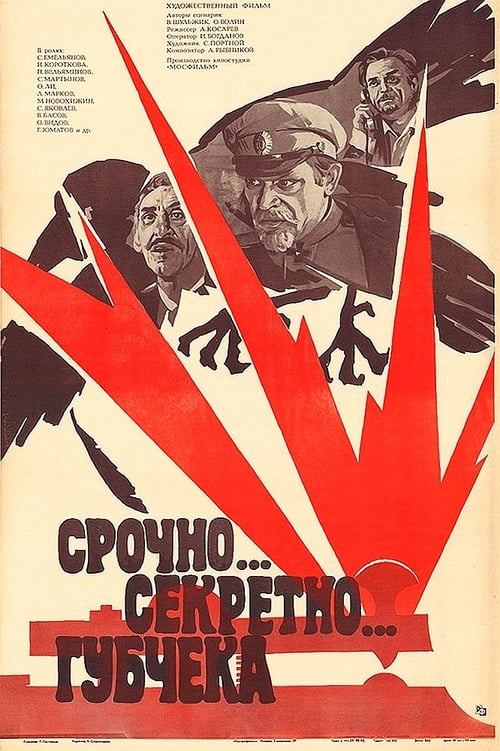 ХУДОЖЕСТВЕННЫЙ ФИЛЬМ
Авторы сценария:
В.ШУЛЬЖИК, О.ВОЛИН
Режиссер А.КОСАРЕВ
Оператор И.БОГДАНОВ
Художник С.ПОРТНОЙ
Композитор А.РЫБНИКОВ
Производство киностудии
«МОСФИЛЬМ»
В ролях:
С.ЕМЕЛЬЯНОВ,
И.КОРОТКОВА,
П.ВЕЛЬЯМИНОВ,
С.МАРТЫНОВ,
О.ЛИ,
Л.МАРКОВ,
М.НОВОХИЖИН,
С.ЯКОВЛЕВ,
В.БАСОВ,
О.ВИДОВ,
Г.ЮМАТОВ и др.
СРОЧНО...
СЕКРЕТНО...
ГУБЧЕКА